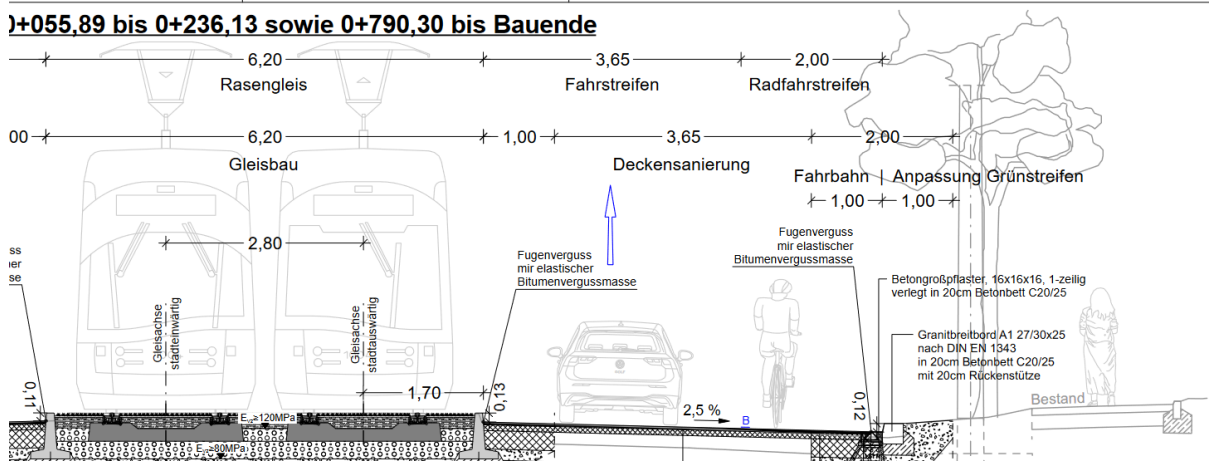 0+055,89 bis 0+236,13 sowie 0+790,30 bis Bauende
6,20
3,65
2,00
Rasengleis
Fahrstreifen
Radfahrstreifen
00
6,20
1,00
3,65
2,00
Gleisbau
Deckensanierung
Fahrbahn | Anpassung Grünstreifen
1,00
1,00
2,80
Fugenverguss
mir elastischer
Bitumenvergussmasse
Fugenverguss
mir elastischer
Bitumenvergussmasse
ss
er
se
Betongroßpflaster, 16x16x16, 1-zeilig
verlegt in 20cm Betonbett C20/25
Gleisachse
stadteinwärtig
Gleisachse
stadtauswärtig
Granitbreitbord A1 27/30x25
nach DIN EN 1343
in 20cm Betonbett C20/25
mit 20cm Rückenstütze
1,70
0,11
0,13
0,12
Bestand
≥120MPa
2,5 %
B
≥80MPa